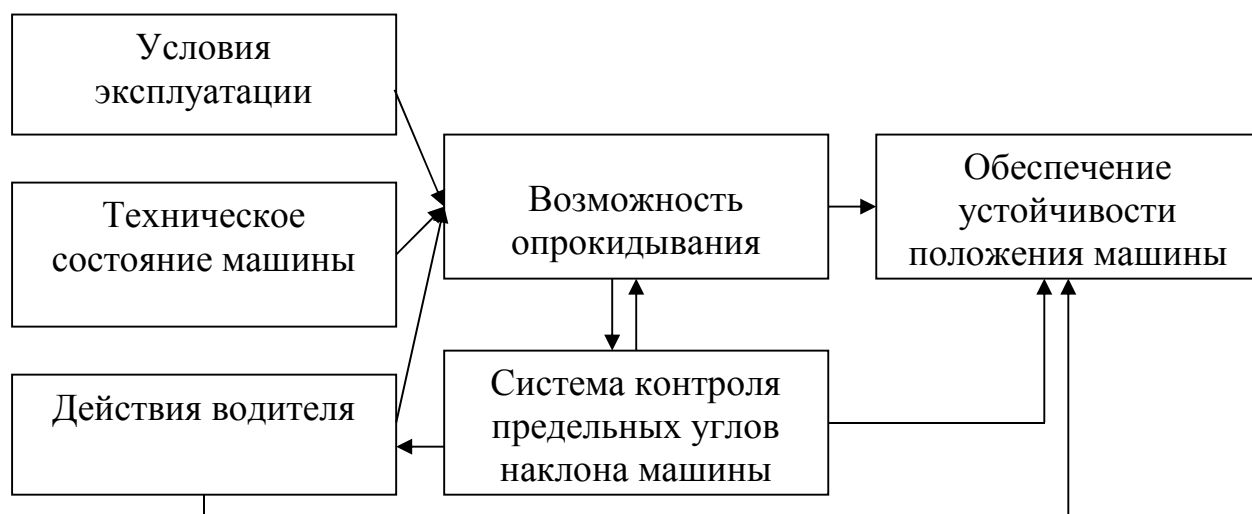 Условия
эксплуатации
Техническое
состояние машины
Действия водителя
Возможность
опрокидывания
Система контроля
предельных углов
наклона машины
Обеспечение
устойчивости
положения машины